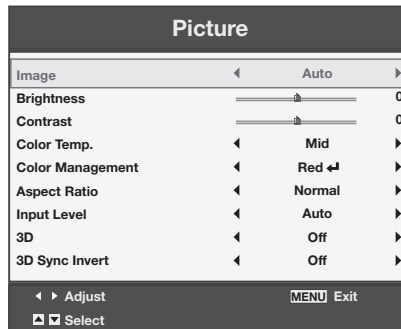 Picture
Image Auto
Brightness 0
Contrast 0
Color Temp. Mid
Color Management Red
Aspect Ratio Normal
Input Level Auto
3D Off
3D Sync Invert Off
Adjust MENU Exit
Select